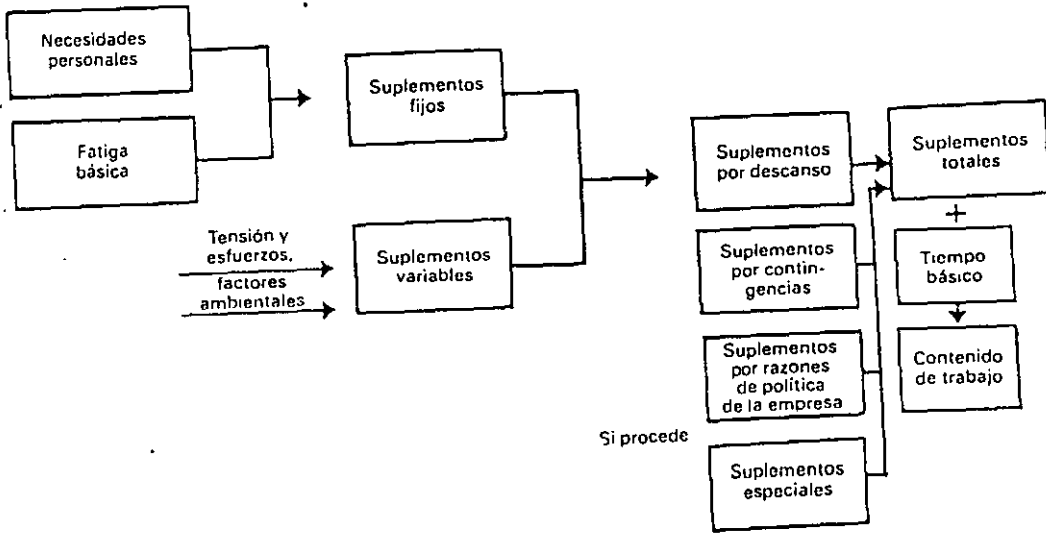 Necesidades
personales
Fatiga
básica
Suplementos
fijos
Tensión y
esfuerzos,
factores
ambientales
Suplementos
variables
Suplementos
por descanso
Suplementos
por contin-
gencias
Suplementos
por razones
de política
de la empresa
Si procede
Suplementos
especiales
Suplementos
totales
+
Tiempo
básico
Contenido
de trabajo